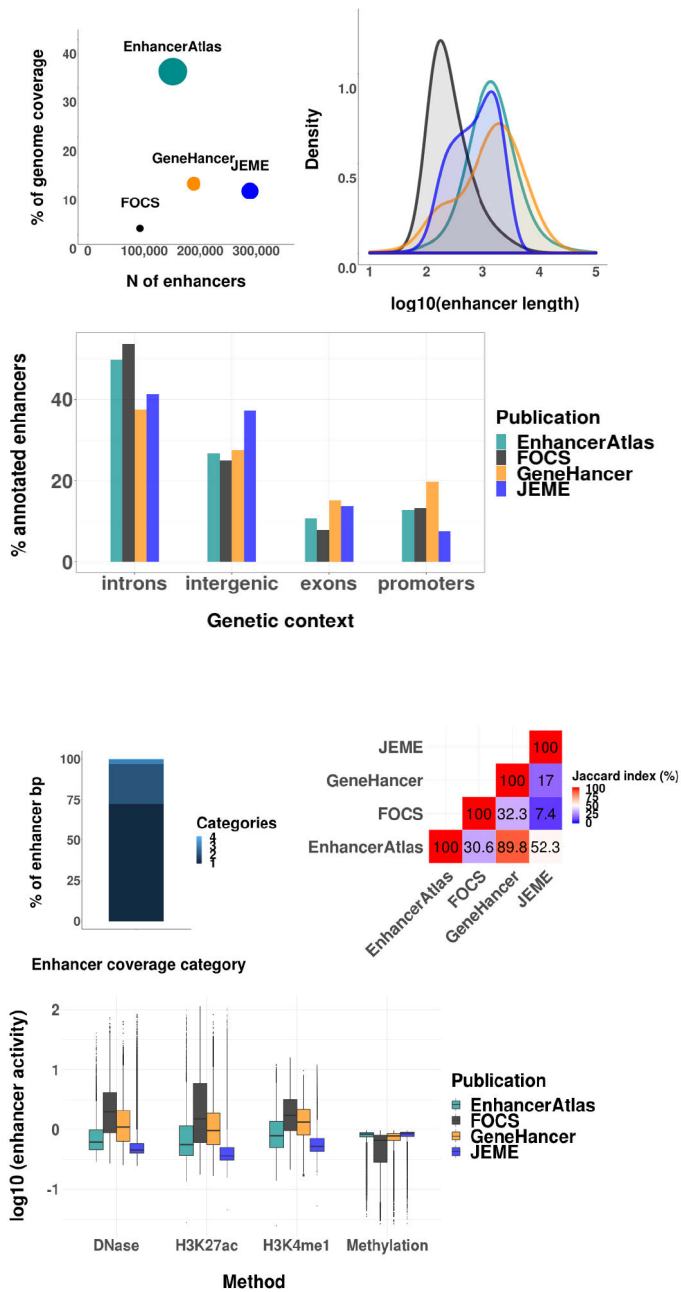 % of genome coverage
40
30
20
10
0
EnhancerAtlas
GeneHancer
JEME
FOCS
0
100,000
200,000
300,000
N of enhancers
Density
1.0
0.5
0.0
1
2
3
4
5
log10(enhancer length)
% annotated enhancers
40
20
0
introns
intergenic
exons
promoters
Genetic context
Publication
EnhancerAtlas
FOCS
GeneHancer
JEME
% of enhancer bp
100
75
50
25
0
Categories
4
3
2
1
Enhancer coverage category
JEME
GeneHancer
FOCS
EnhancerAtlas
100
100 17
100 32.3 7.4
100 30.6 89.8 52.3
EnhancerAtlas
FOCS
GeneHancer
JEME
Jaccard index (%)
100
75
50
25
0
log10 (enhancer activity)
2
1
0
-1
DNase
H3K27ac
H3K4me1
Methylation
Method
Publication
EnhancerAtlas
FOCS
GeneHancer
JEME